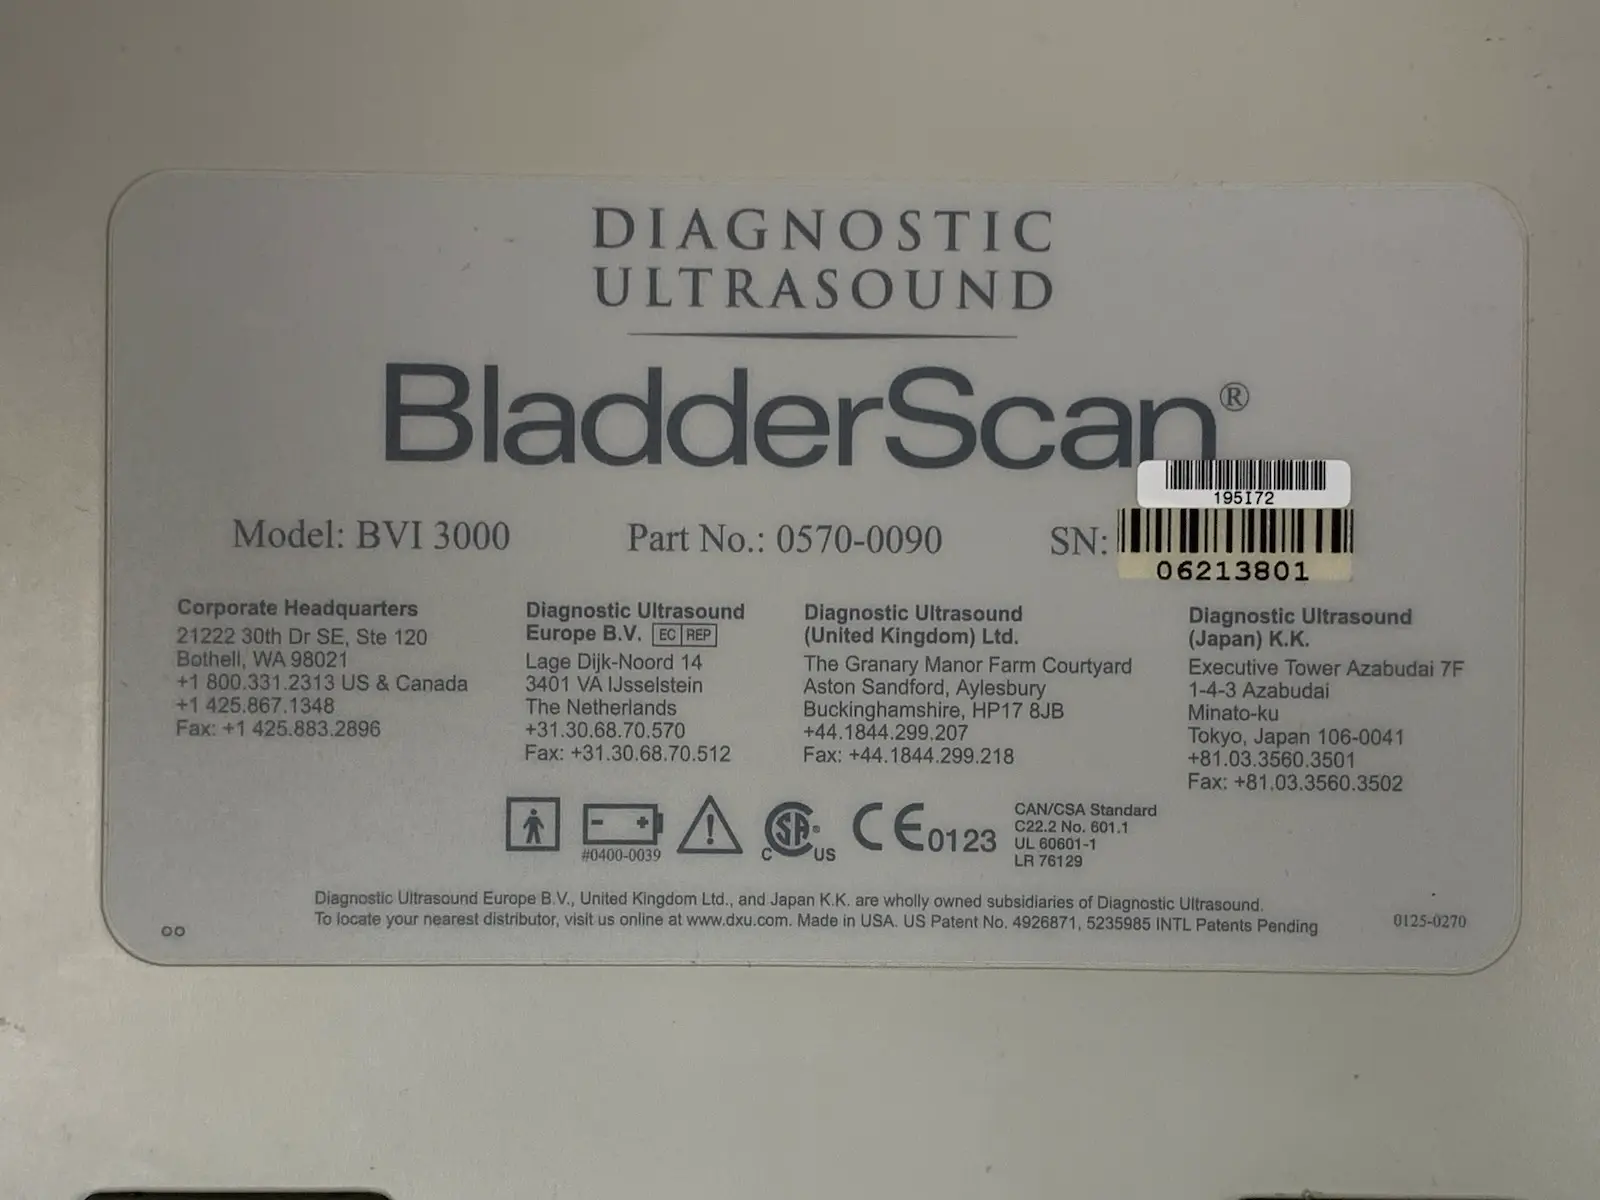 DIAGNOSTIC
ULTRASOUND
BladderScan®
195I72
Model: BVI 3000 Part No.: 0570-0090 SN:
06213801
Corporate Headquarters
21222 30th Dr SE, Ste 120
Bothell, WA 98021
+1 800.331.2313 US & Canada
+1 425.867.1348
Fax: +1 425.883.2896
Diagnostic Ultrasound
Europe B.V. EC REP
Lage Dijk-Noord 14
3401 VA IJsselstein
The Netherlands
+31.30.68.70.570
Fax: +31.30.68.70.512
Diagnostic Ultrasound
(United Kingdom) Ltd.
The Granary Manor Farm Courtyard
Aston Sandford, Aylesbury
Buckinghamshire, HP17 8JB
+44.1844.299.207
Fax: +44.1844.299.218
Diagnostic Ultrasound
(Japan) K.K.
Executive Tower Azabudai 7F
1-4-3 Azabudai
Minato-ku
Tokyo, Japan 106-0041
+81.03.3560.3501
Fax: +81.03.3560.3502
- +
#0400-0039
!
C SA® US
CE 0123
CAN/CSA Standard
C22.2 No. 601.1
UL 60601-1
LR 76129
Diagnostic Ultrasound Europe B.V., United Kingdom Ltd., and Japan K.K. are wholly owned subsidiaries of Diagnostic Ultrasound.
To locate your nearest distributor, visit us online at www.dxu.com. Made in USA. US Patent No. 4926871, 5235985 INTL Patents Pending
0125-0270